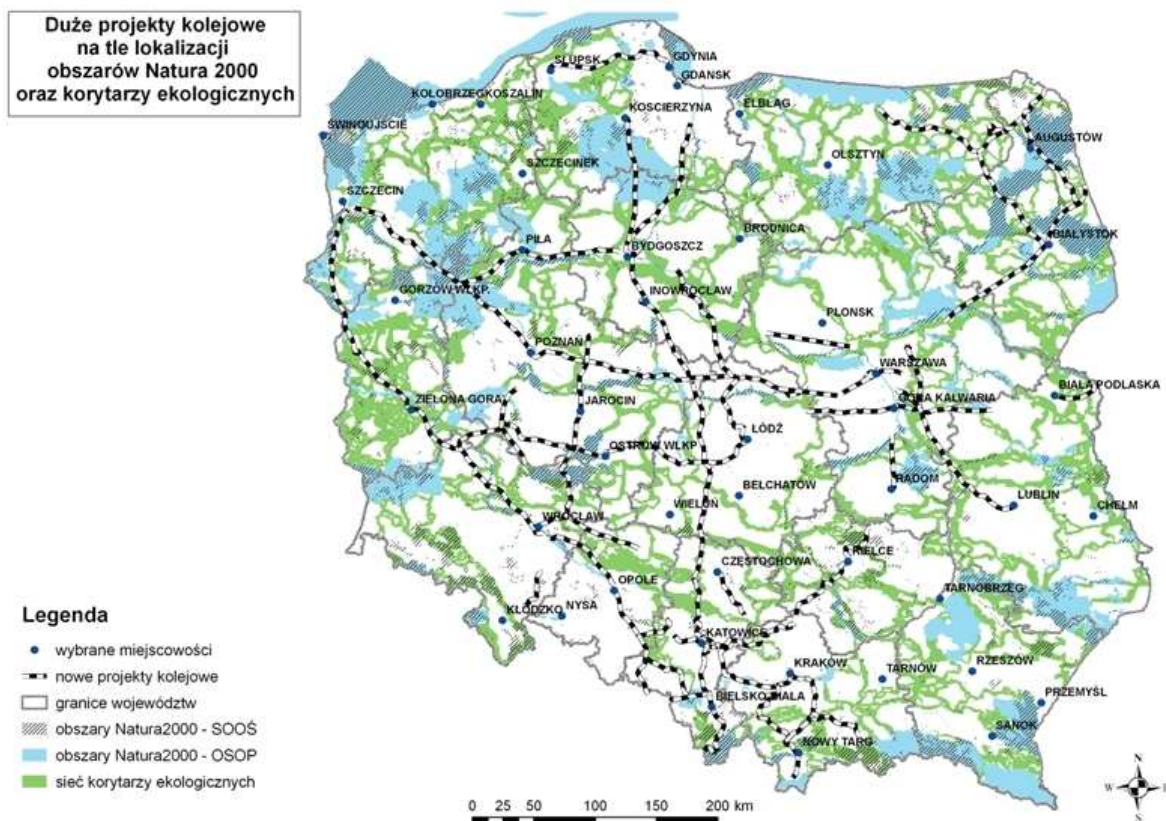 Duże projekty kolejowe
na tle lokalizacji
obszarów Natura 2000
oraz korytarzy ekologicznych
SŁUPSK
GDYNIA
GDAŃSK
KOŁOBRZEG
KOSZALIN
KOSCIERZYNA
ELBLĄG
ŚWINOUJŚCIE
AUGUSTÓW
SZCZECINEK
OLSZTYN
SZCZECIN
BRODNICA
BIAŁYSTOK
PIŁA
BYDGOSZCZ
GORZÓW WLKP.
INOWROCŁAW
PLONSK
POZNAŃ
WARSZAWA
BIAŁA PODLASKA
ZIELONA GÓRA
JAROCIN
GÓRA KALWARIA
ŁÓDŹ
OSTRÓW WLKP
RADOM
BEŁCHATÓW
LUBLIN
WIELUŃ
CHEŁM
WROCŁAW
KIELCE
CZĘSTOCHOWA
OPOLE
TARNOBRZEG
KŁODZKO
NYSA
KATOWICE
KRAKÓW
TARNÓW
RZESZÓW
BIELSKO BIAŁA
PRZEMYŚL
SANOK
NOWY TARG
Legenda
wybrane miejscowości
nowe projekty kolejowe
granice województw
obszary Natura2000 - SOOŚ
obszary Natura2000 - OSOP
sieć korytarzy ekologicznych
0 25 50 100 150 200 km
N
W E
S